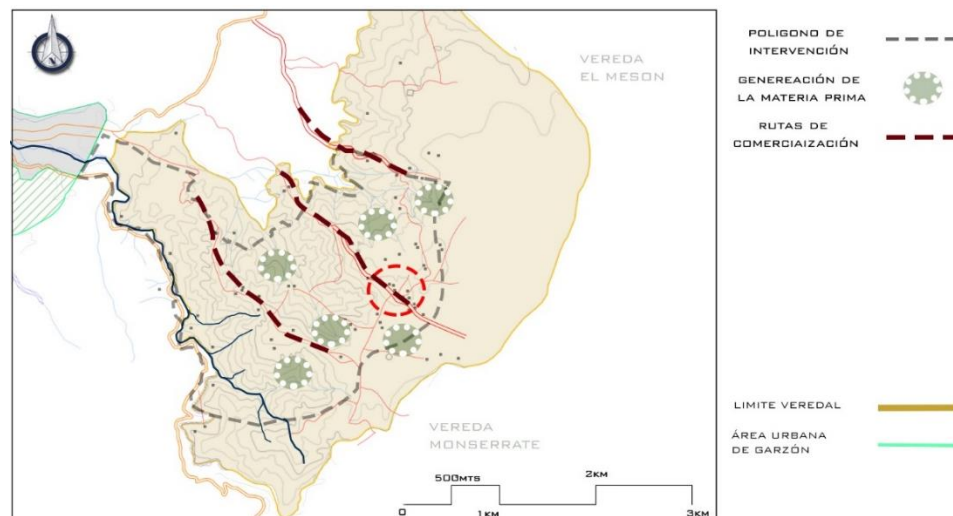 VEREDA
EL MESON
VEREDA
MONSERRATE
500MTS
2KM
0
1KM
3KM
POLIGONO DE
INTERVENCIÓN
GENEREACIÓN DE
LA MATERIA PRIMA
RUTAS DE
COMERCIAIZACIÓN
LIMITE VEREDAL
ÁREA URBANA
DE GARZÓN